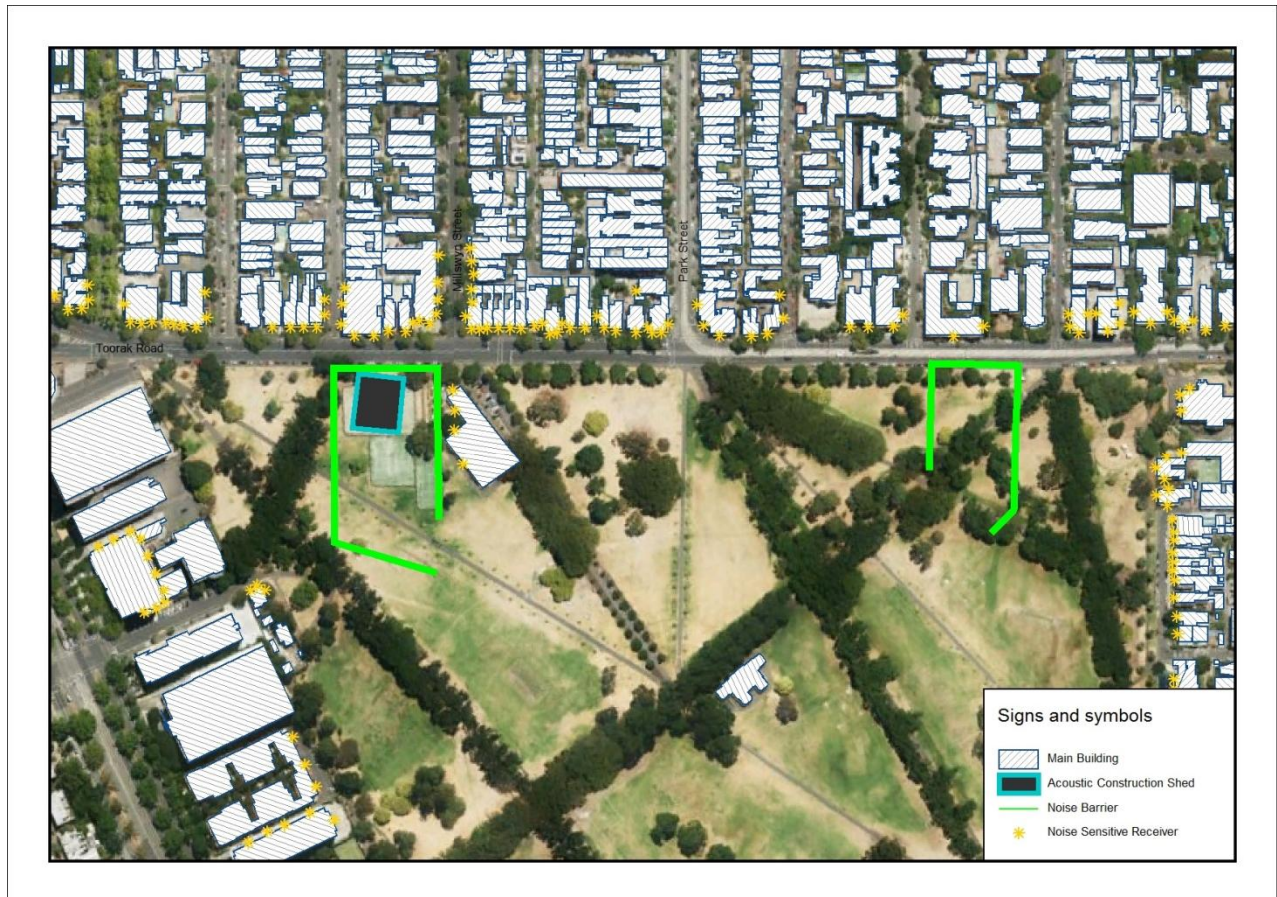 Millswyn Street
Park Street
Toorak Road
Signs and symbols
Main Building
Acoustic Construction Shed
Noise Barrier
Noise Sensitive Receiver